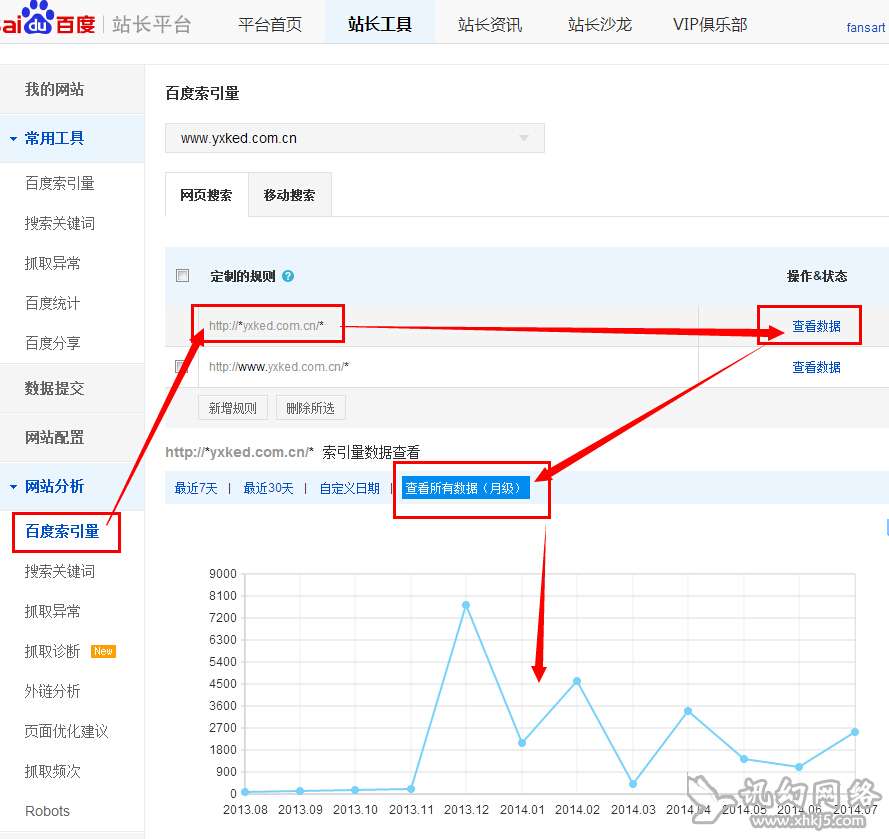 Bai du 百度 站长平台
平台首页 站长工具 站长资讯 站长沙龙 VIP俱乐部 fansart
我的网站
常用工具
百度索引量
搜索关键词
抓取异常
百度统计
百度分享
数据提交
网站配置
网站分析
百度索引量
搜索关键词
抓取异常
抓取诊断 New
外链分析
页面优化建议
抓取频次
Robots
百度索引量
www.yxked.com.cn
网页搜索 移动搜索
定制的规则 ? 操作&状态
http://*yxked.com.cn/* 查看数据
http://www.yxked.com.cn/* 查看数据
新增规则 删除所选
http://*yxked.com.cn/* 索引量数据查看
最近7天 | 最近30天 | 自定义日期 | 查看所有数据（月级）
9000
8100
7200
6300
5400
4500
3600
2700
1800
900
0
2013.08 2013.09 2013.10 2013.11 2013.12 2014.01 2014.02 2014.03 2014.04 2014.05 2014.06 2014.07
讯幻网络
www.xhkj5.com